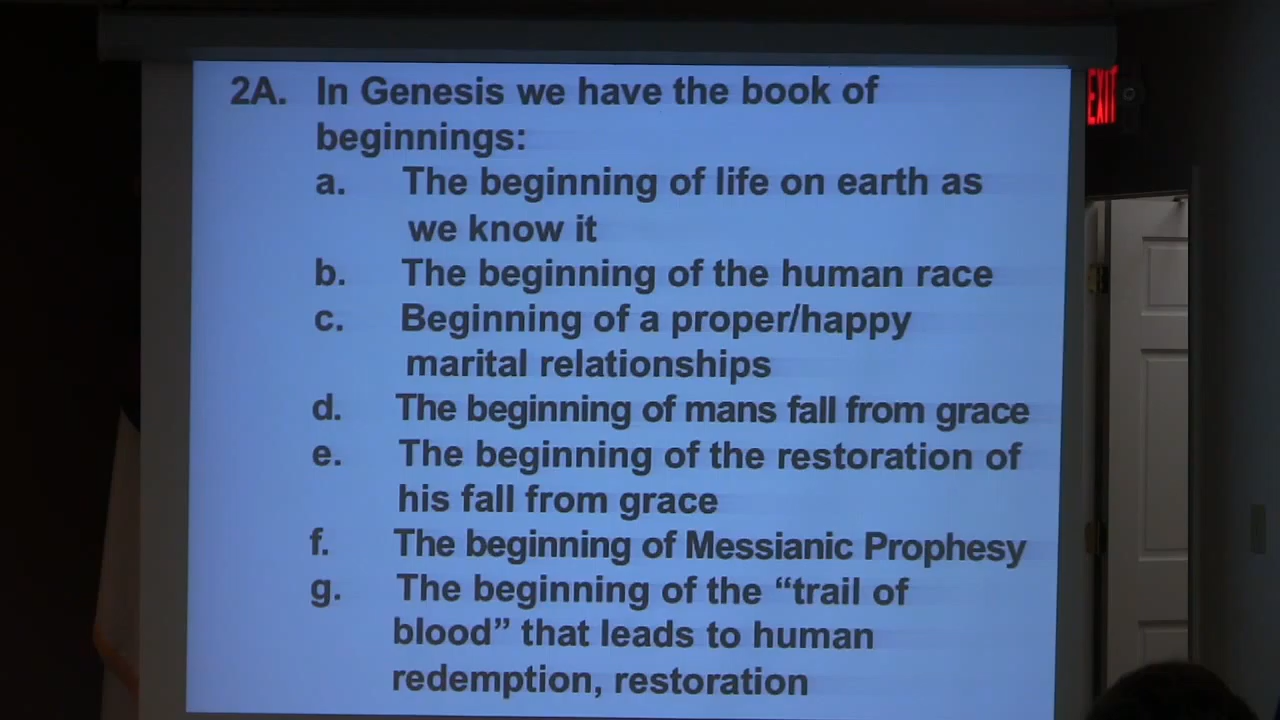 2A. In Genesis we have the book of
beginnings:
a. The beginning of life on earth as
we know it
b. The beginning of the human race
c. Beginning of a proper/happy
marital relationships
d. The beginning of mans fall from grace
e. The beginning of the restoration of
his fall from grace
f. The beginning of Messianic Prophesy
g. The beginning of the “trail of
blood” that leads to human
redemption, restoration
EXIT